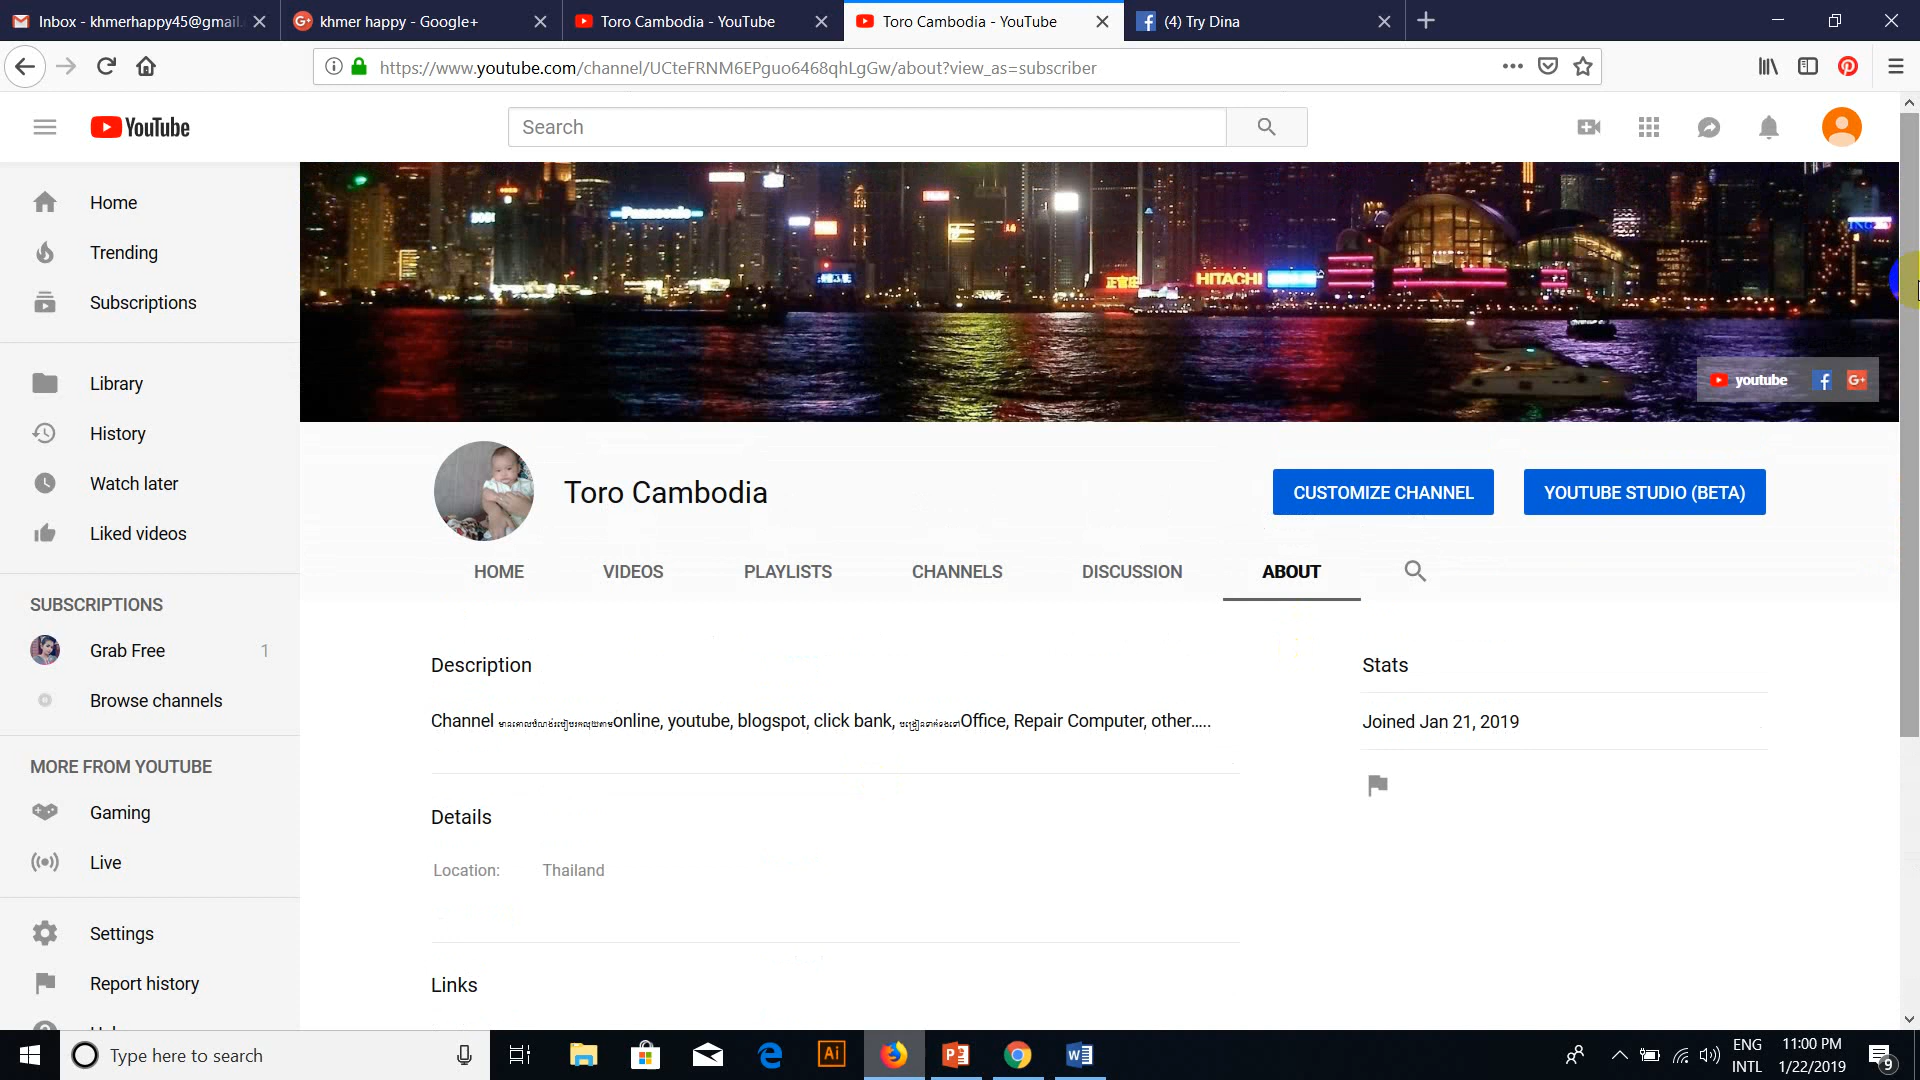 Inbox - khmerhappy45@gmail.
khmer happy - Google+
Toro Cambodia - YouTube
Toro Cambodia - YouTube
(4) Try Dina
https://www.youtube.com/channel/UCteFRNM6EPguo6468qhLgGw/about?view_as=subscriber
YouTube
Search
Home
Trending
Subscriptions
Library
History
Watch later
Liked videos
SUBSCRIPTIONS
Grab Free 1
Browse channels
MORE FROM YOUTUBE
Gaming
Live
Settings
Report history
Panasonic
HITACHI
youtube
Toro Cambodia
CUSTOMIZE CHANNEL
YOUTUBE STUDIO (BETA)
HOME VIDEOS PLAYLISTS CHANNELS DISCUSSION ABOUT
Description
Channel online, youtube, blogspot, click bank, Office, Repair Computer, other.....
Details
Location: Thailand
Links
Stats
Joined Jan 21, 2019
Type here to search
Ai
ENG
INTL
11:00 PM
1/22/2019
9